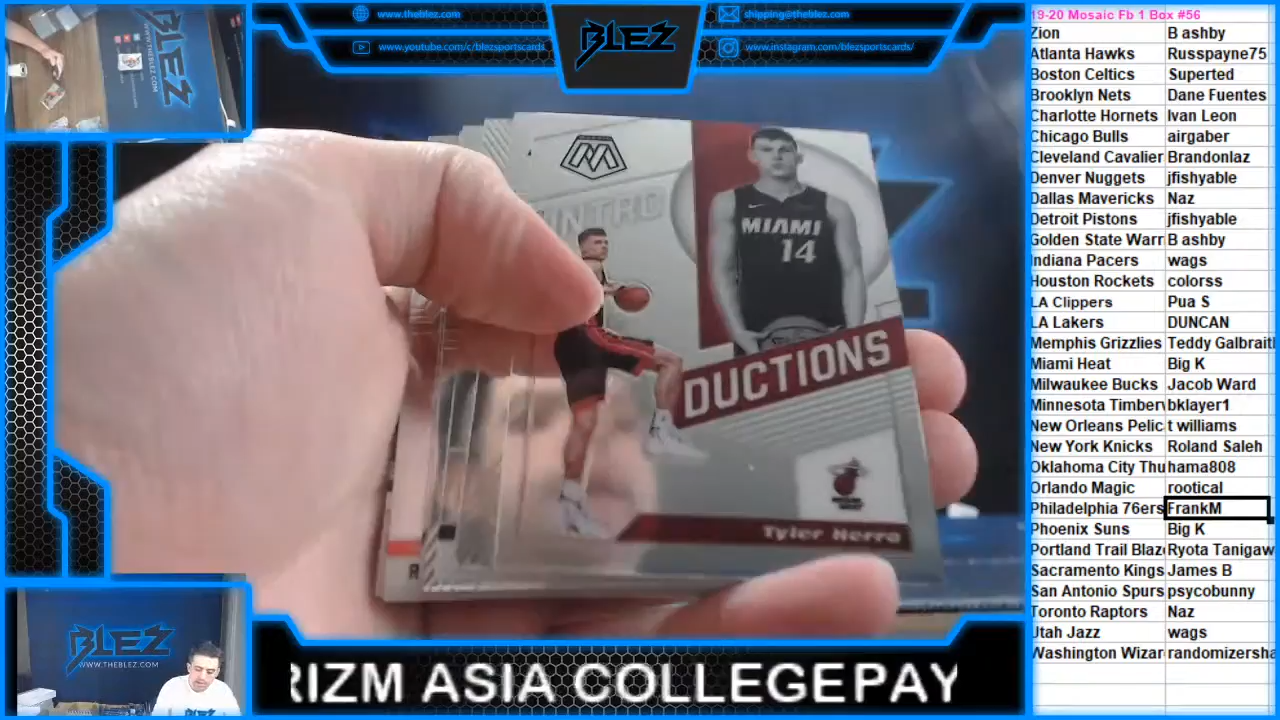 www.theblez.com
www.youtube.com/c/blezsportscards
BLEZ
shipping@theblez.com
www.instagram.com/blezsportscards/
BLEZ
INTRO
MIAMI
14
DUCTIONS
Tyler Herro
BLEZ
WWW.THEBLEZ.COM
RIZM ASIA COLLEGEPAY
19-20 Mosaic Fb 1 Box #56
Zion B ashby
Atlanta Hawks Russpayne75
Boston Celtics Superted
Brooklyn Nets Dane Fuentes
Charlotte Hornets Ivan Leon
Chicago Bulls airgaber
Cleveland Cavalier Brandonlaz
Denver Nuggets jfishyable
Dallas Mavericks Naz
Detroit Pistons jfishyable
Golden State Warr B ashby
Indiana Pacers wags
Houston Rockets colorss
LA Clippers Pua S
LA Lakers DUNCAN
Memphis Grizzlies Teddy Galbrait
Miami Heat Big K
Milwaukee Bucks Jacob Ward
Minnesota Timberv bklayer1
New Orleans Pelic t williams
New York Knicks Roland Saleh
Oklahoma City Thu hama808
Orlando Magic rootical
Philadelphia 76ers FrankM
Phoenix Suns Big K
Portland Trail Blaz Ryota Tanigaw
Sacramento Kings James B
San Antonio Spurs psycobunny
Toronto Raptors Naz
Utah Jazz wags
Washington Wizar randomizersha